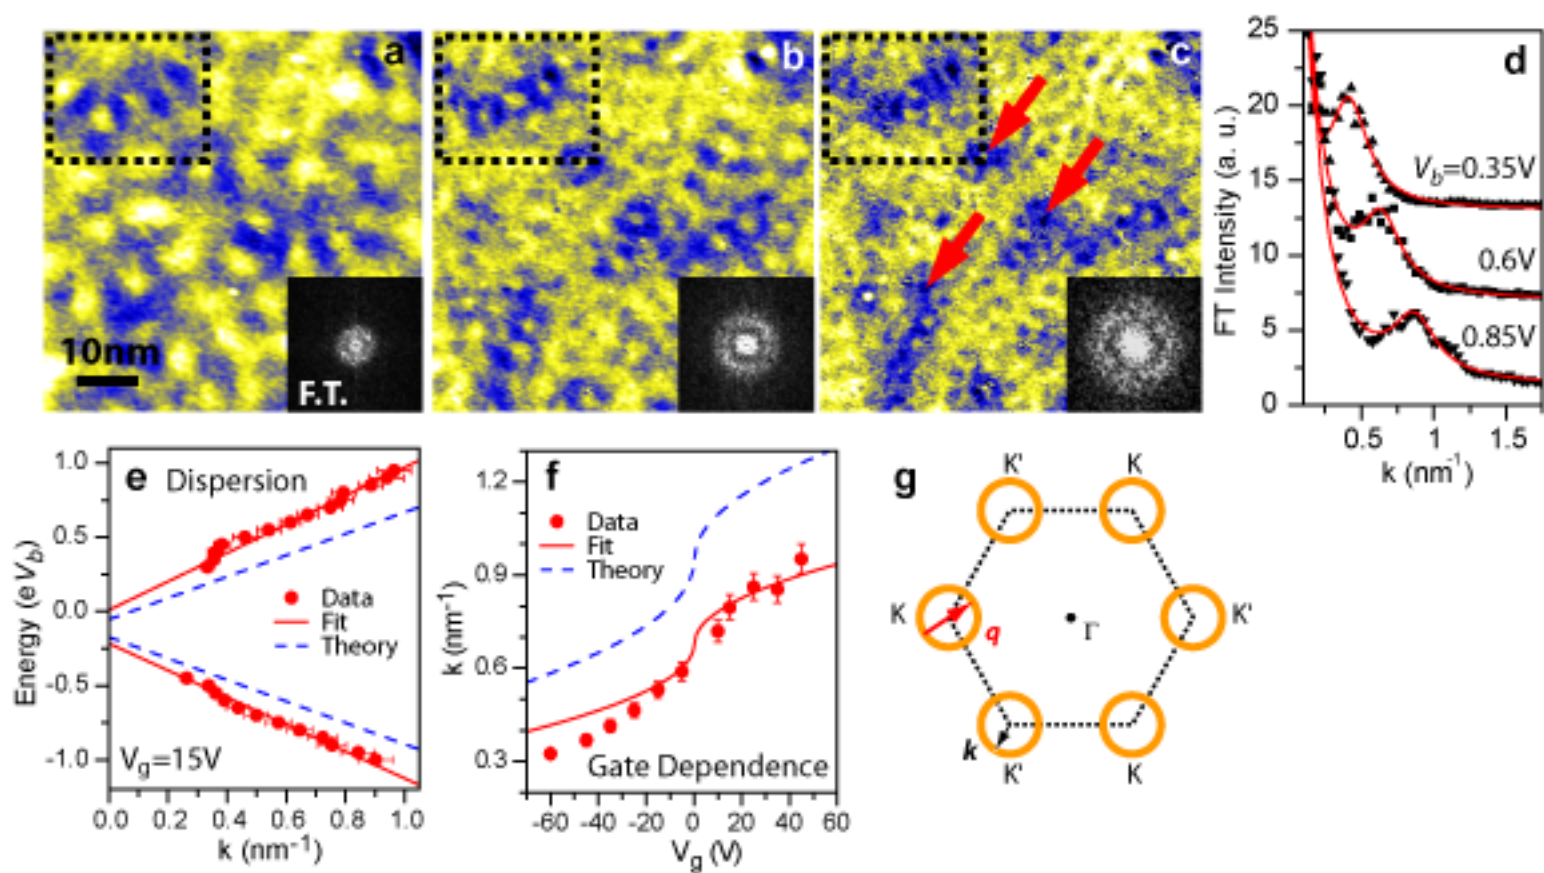 a
b
c
10nm
F.T.
25
20
15
10
5
0
FT Intensity (a. u.)
d
V_b=0.35V
0.6V
0.85V
0.5
1
1.5
k (nm⁻¹)
e
Dispersion
1.0
0.5
0.0
-0.5
-1.0
Energy (eV_b)
Data
Fit
Theory
V_g=15V
0.0 0.2 0.4 0.6 0.8 1.0
k (nm⁻¹)
f
1.2
0.9
0.6
0.3
k (nm⁻¹)
Data
Fit
Theory
Gate Dependence
-60 -40 -20 0 20 40 60
V_g (V)
g
K' K
K
q
Γ
K'
k
K' K